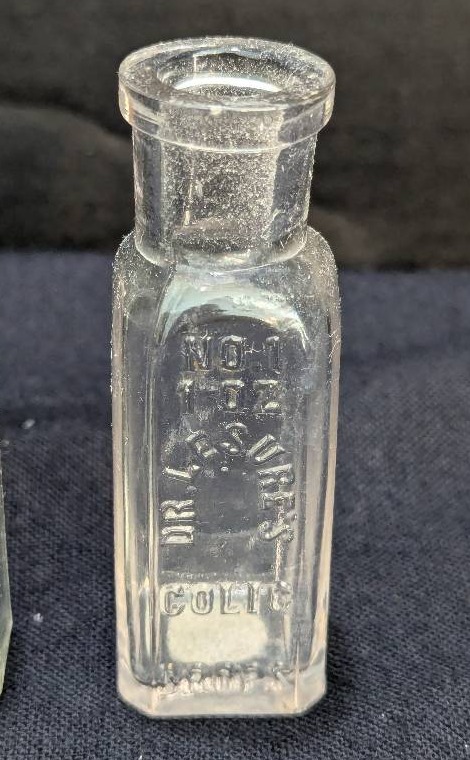 NO. 1
1 OZ
DR. LESURE'S
COLIC